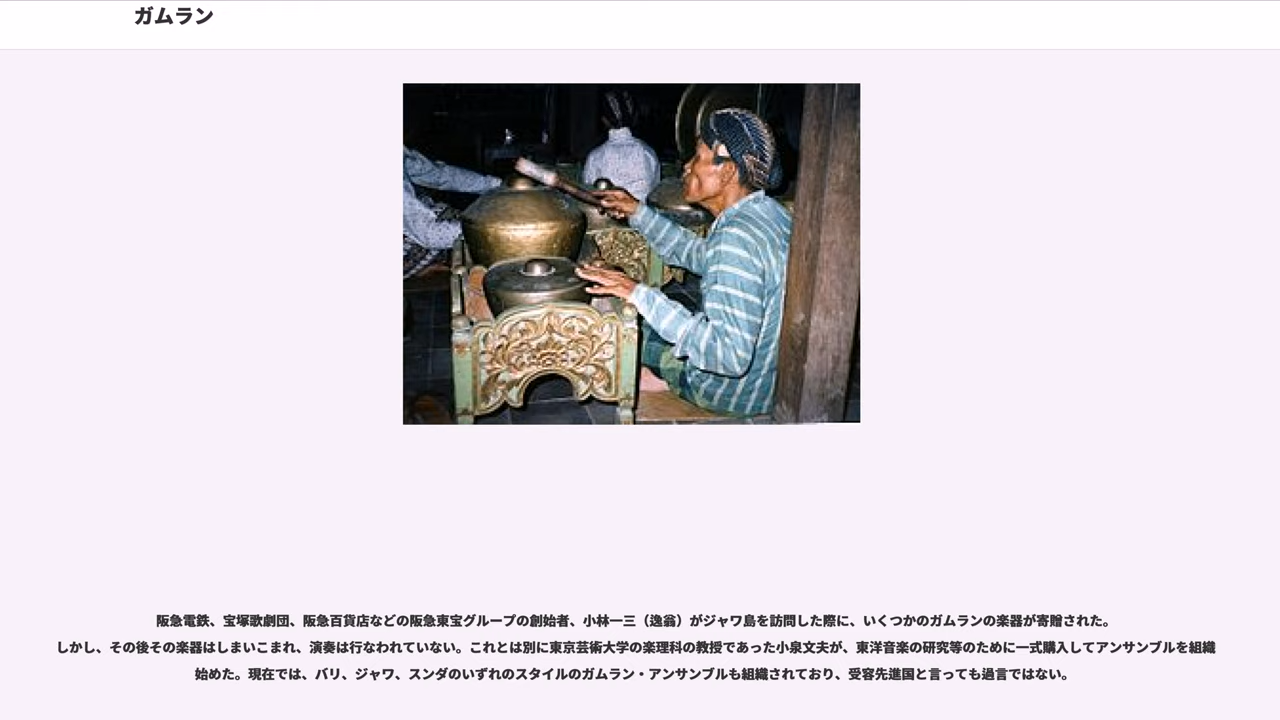 ガムラン
阪急電鉄、宝塚歌劇団、阪急百貨店などの阪急東宝グループの創始者、小林一三（逸翁）がジャワ島を訪問した際に、いくつかのガムランの楽器が寄贈された。
しかし、その後その楽器はしまいこまれ、演奏は行なわれていない。これとは別に東京芸術大学の楽理科の教授であった小泉文夫が、東洋音楽の研究等のために一式購入してアンサンブルを組織
始めた。現在では、バリ、ジャワ、スンダのいずれのスタイルのガムラン・アンサンブルも組織されており、受容先進国と言っても過言ではない。